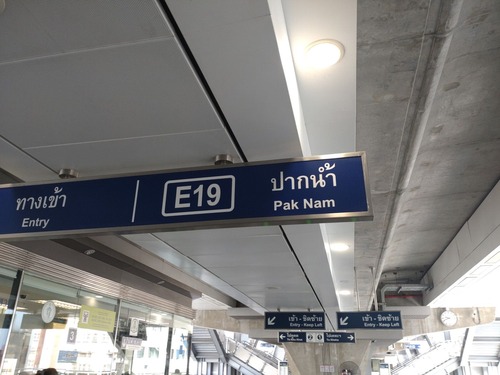 ทางเข้า
Entry
E19
ปากน้ำ
Pak Nam
เข้า - ชิดซ้าย
Entry - Keep Left
เข้า - ชิดซ้าย
Entry - Keep Left